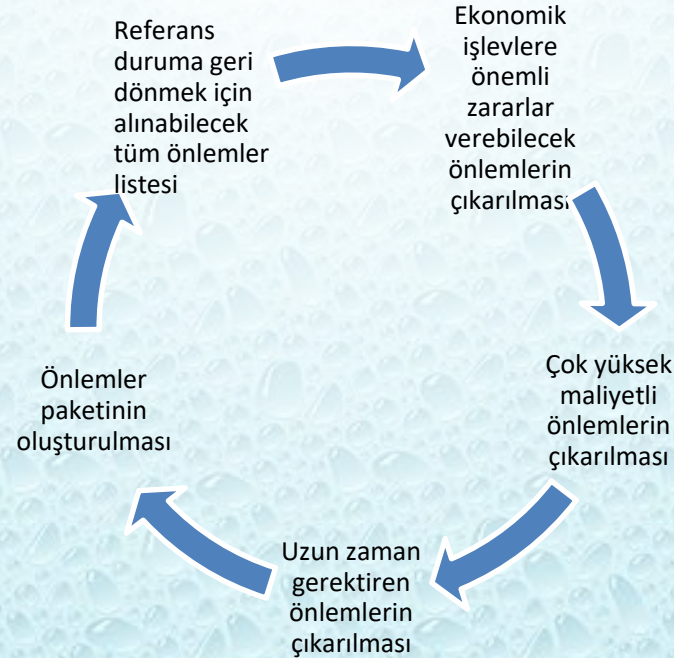 Referans
duruma geri
dönmek için
alınabilecek
tüm önlemler
listesi
Ekonomik
işlevlere
önemli
zararlar
verebilecek
önlemlerin
çıkarılması
Çok yüksek
maliyetli
önlemlerin
çıkarılması
Uzun zaman
gerektiren
önlemlerin
çıkarılması
Önlemler
paketinin
oluşturulması